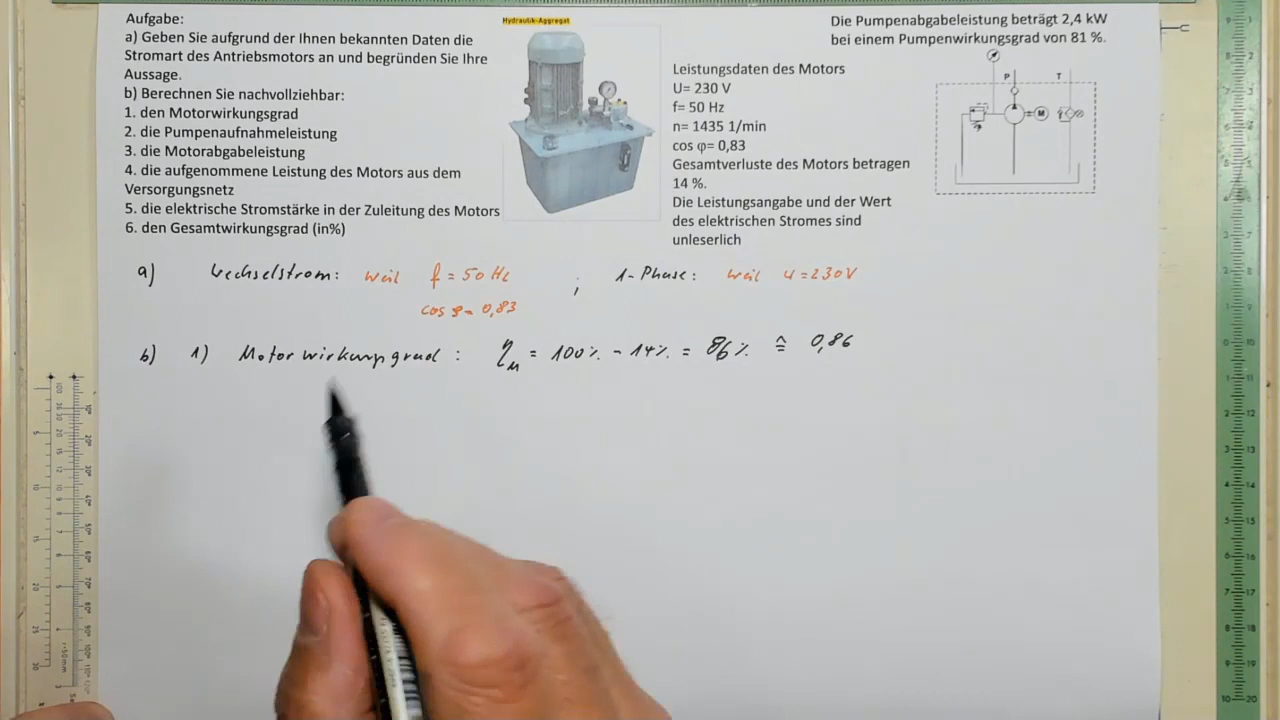 Aufgabe:
a) Geben Sie aufgrund der Ihnen bekannten Daten die
Stromart des Antriebsmotors an und begründen Sie Ihre
Aussage.
b) Berechnen Sie nachvollziehbar:
1. den Motorwirkungsgrad
2. die Pumpenaufnahmeleistung
3. die Motorabgabeleistung
4. die aufgenommene Leistung des Motors aus dem
Versorgungsnetz
5. die elektrische Stromstärke in der Zuleitung des Motors
6. den Gesamtwirkungsgrad (in%)
Hydraulik-Aggregat
Die Pumpenabgabeleistung beträgt 2,4 kW
bei einem Pumpenwirkungsgrad von 81 %.
Leistungsdaten des Motors
U= 230 V
f= 50 Hz
n= 1435 1/min
cos φ= 0,83
Gesamtverluste des Motors betragen
14 %.
Die Leistungsangabe und der Wert
des elektrischen Stromes sind
unleserlich
P T
M
a) Wechselstrom: weil f = 50 Hz ; 1-Phase: weil U = 230V
cos φ = 0,83
b) 1) Motorwirkungsgrad : η_M = 100% - 14% = 86% ≙ 0,86